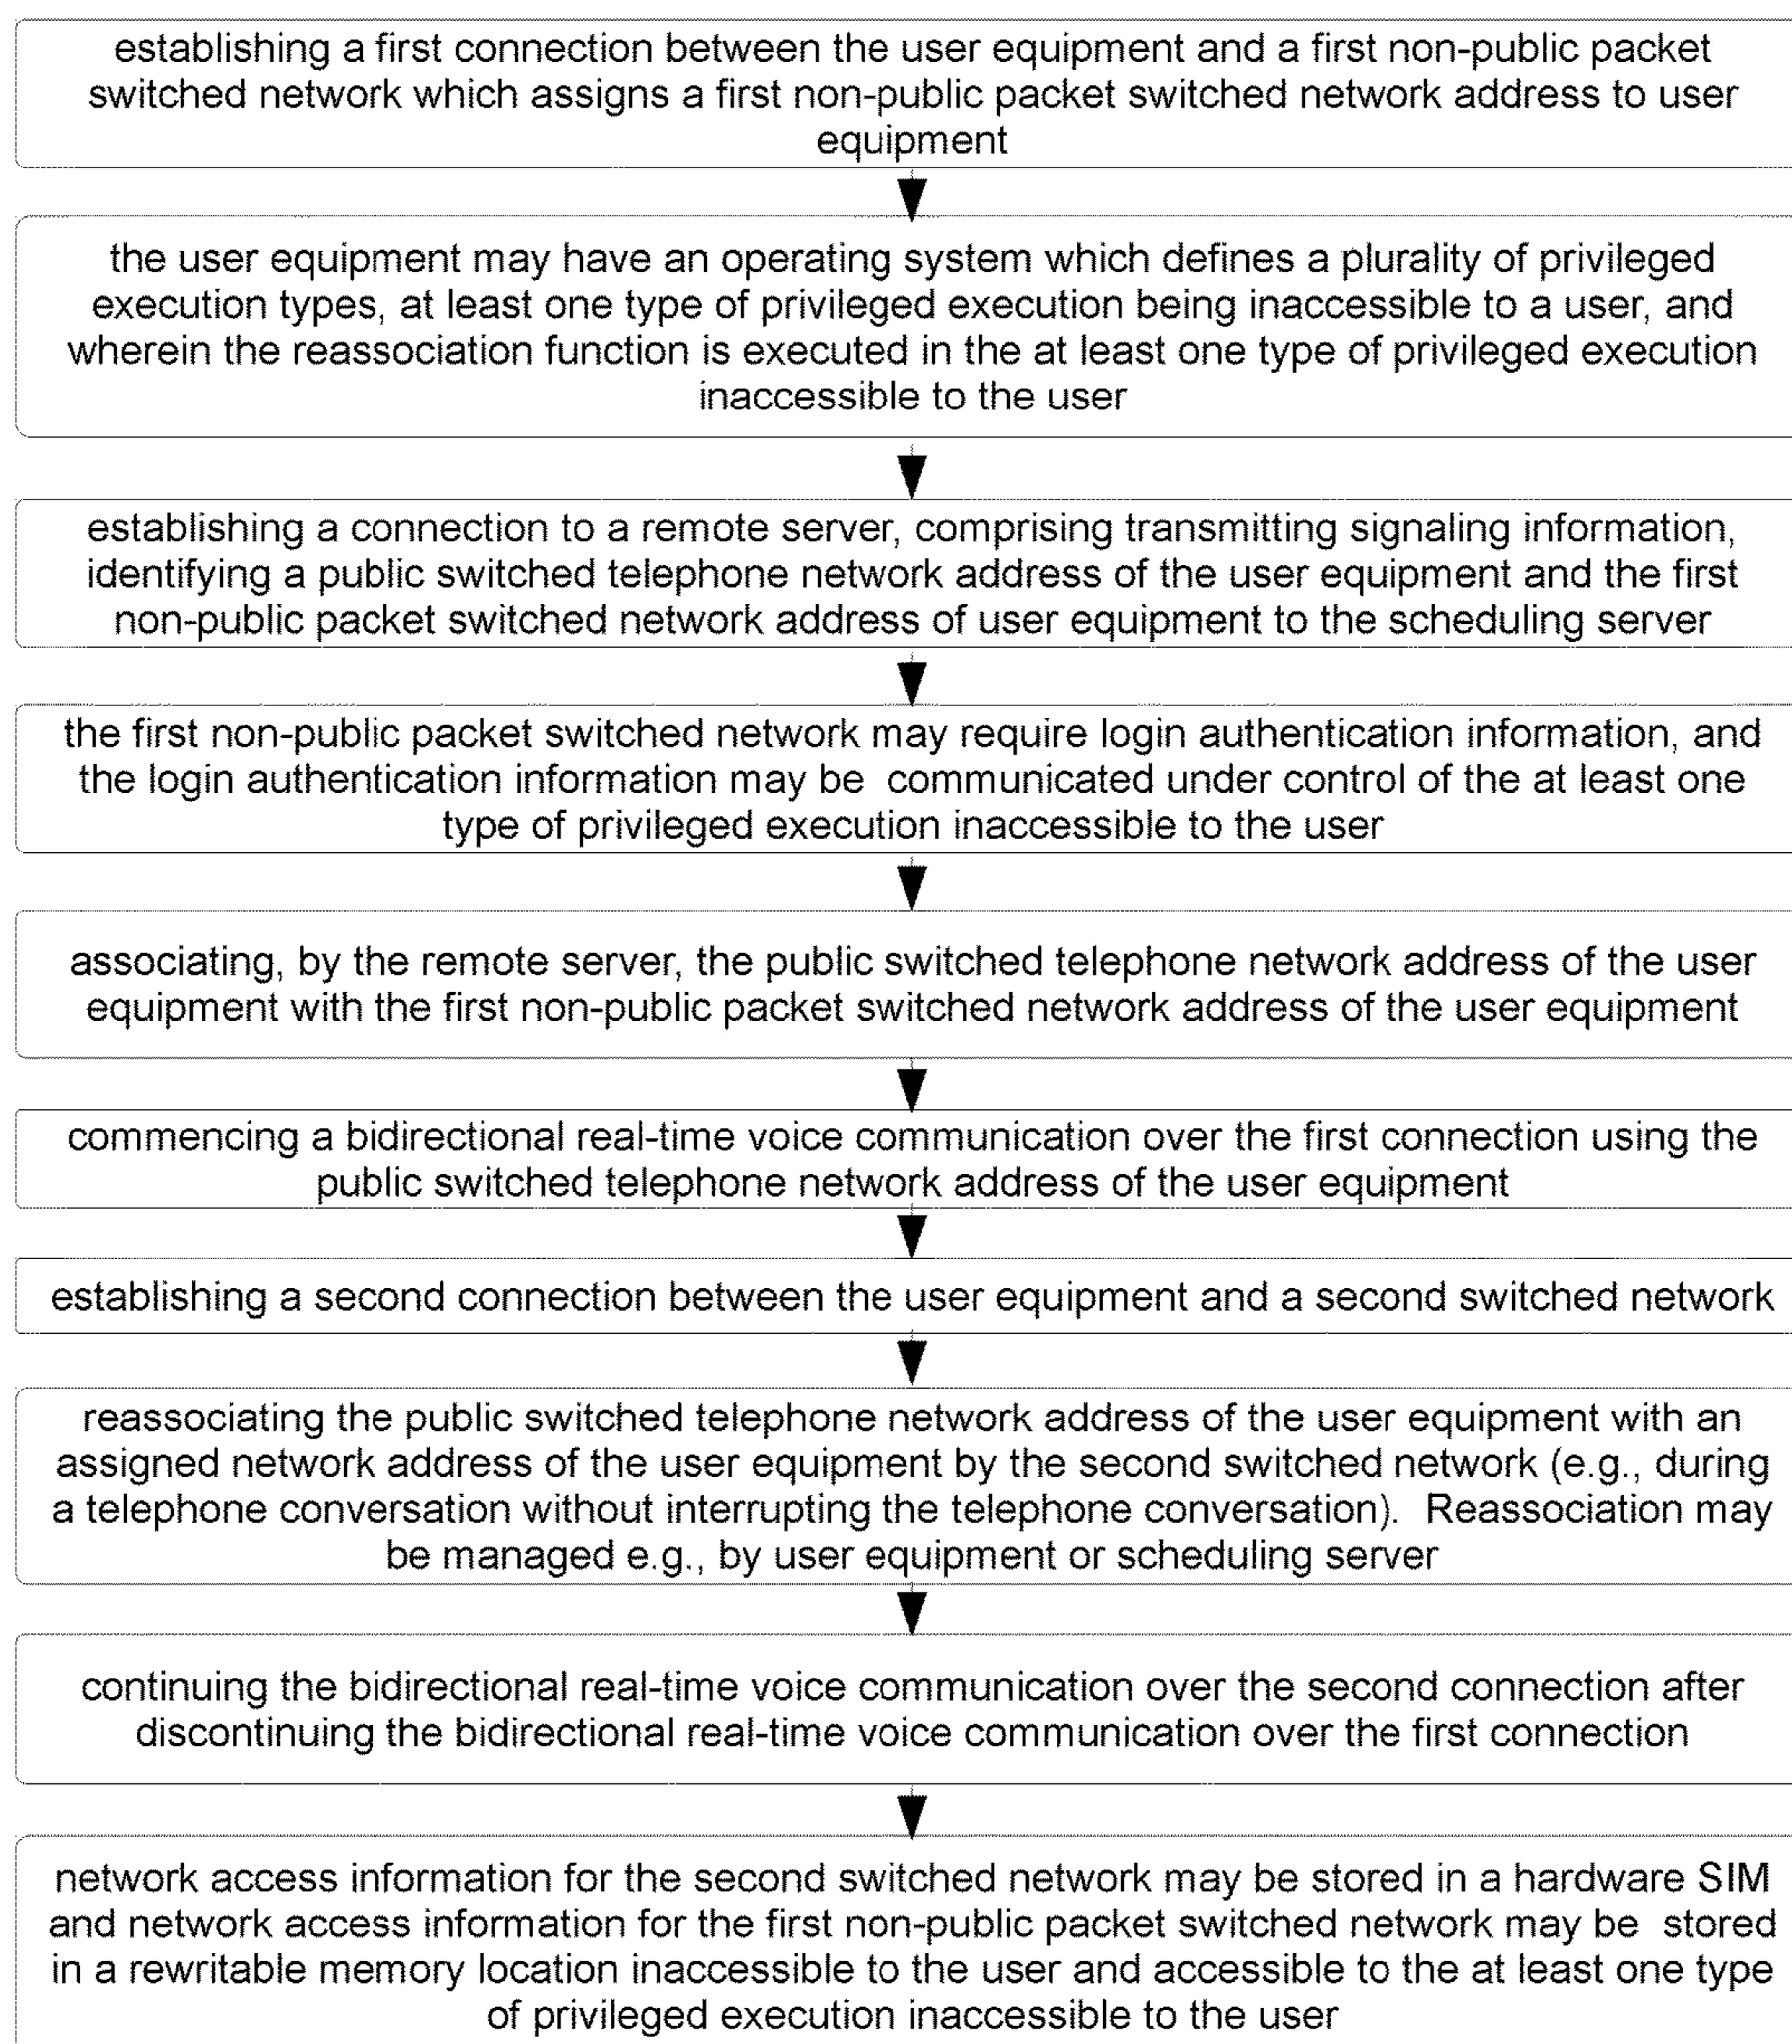 establishing a first connection between the user equipment and a first non-public packet
switched network which assigns a first non-public packet switched network address to user
equipment
the user equipment may have an operating system which defines a plurality of privileged
execution types, at least one type of privileged execution being inaccessible to a user, and
wherein the reassociation function is executed in the at least one type of privileged execution
inaccessible to the user
establishing a connection to a remote server, comprising transmitting signaling information,
identifying a public switched telephone network address of the user equipment and the first
non-public packet switched network address of user equipment to the scheduling server
the first non-public packet switched network may require login authentication information, and
the login authentication information may be communicated under control of the at least one
type of privileged execution inaccessible to the user
associating, by the remote server, the public switched telephone network address of the user
equipment with the first non-public packet switched network address of the user equipment
commencing a bidirectional real-time voice communication over the first connection using the
public switched telephone network address of the user equipment
establishing a second connection between the user equipment and a second switched network
reassociating the public switched telephone network address of the user equipment with an
assigned network address of the user equipment by the second switched network (e.g., during
a telephone conversation without interrupting the telephone conversation). Reassociation may
be managed e.g., by user equipment or scheduling server
continuing the bidirectional real-time voice communication over the second connection after
discontinuing the bidirectional real-time voice communication over the first connection
network access information for the second switched network may be stored in a hardware SIM
and network access information for the first non-public packet switched network may be stored
in a rewritable memory location inaccessible to the user and accessible to the at least one type
of privileged execution inaccessible to the user